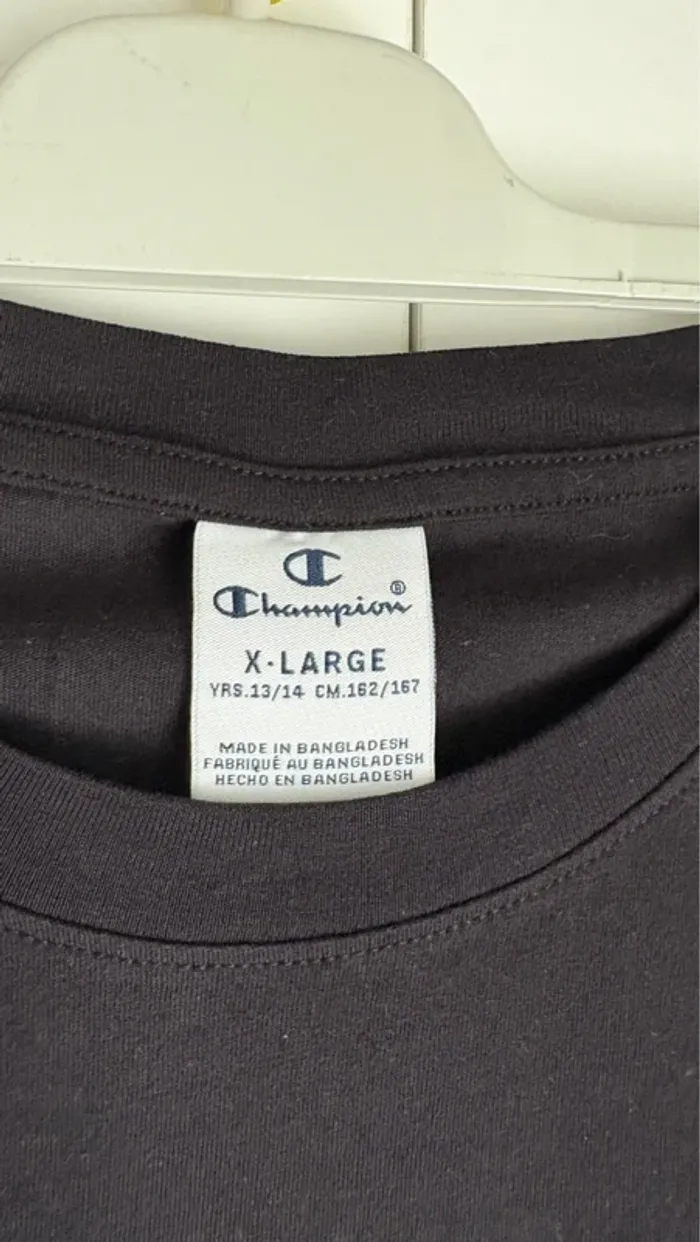 Champion®
X-LARGE
YRS.13/14 CM.162/167
MADE IN BANGLADESH
FABRIQUÉ AU BANGLADESH
HECHO EN BANGLADESH